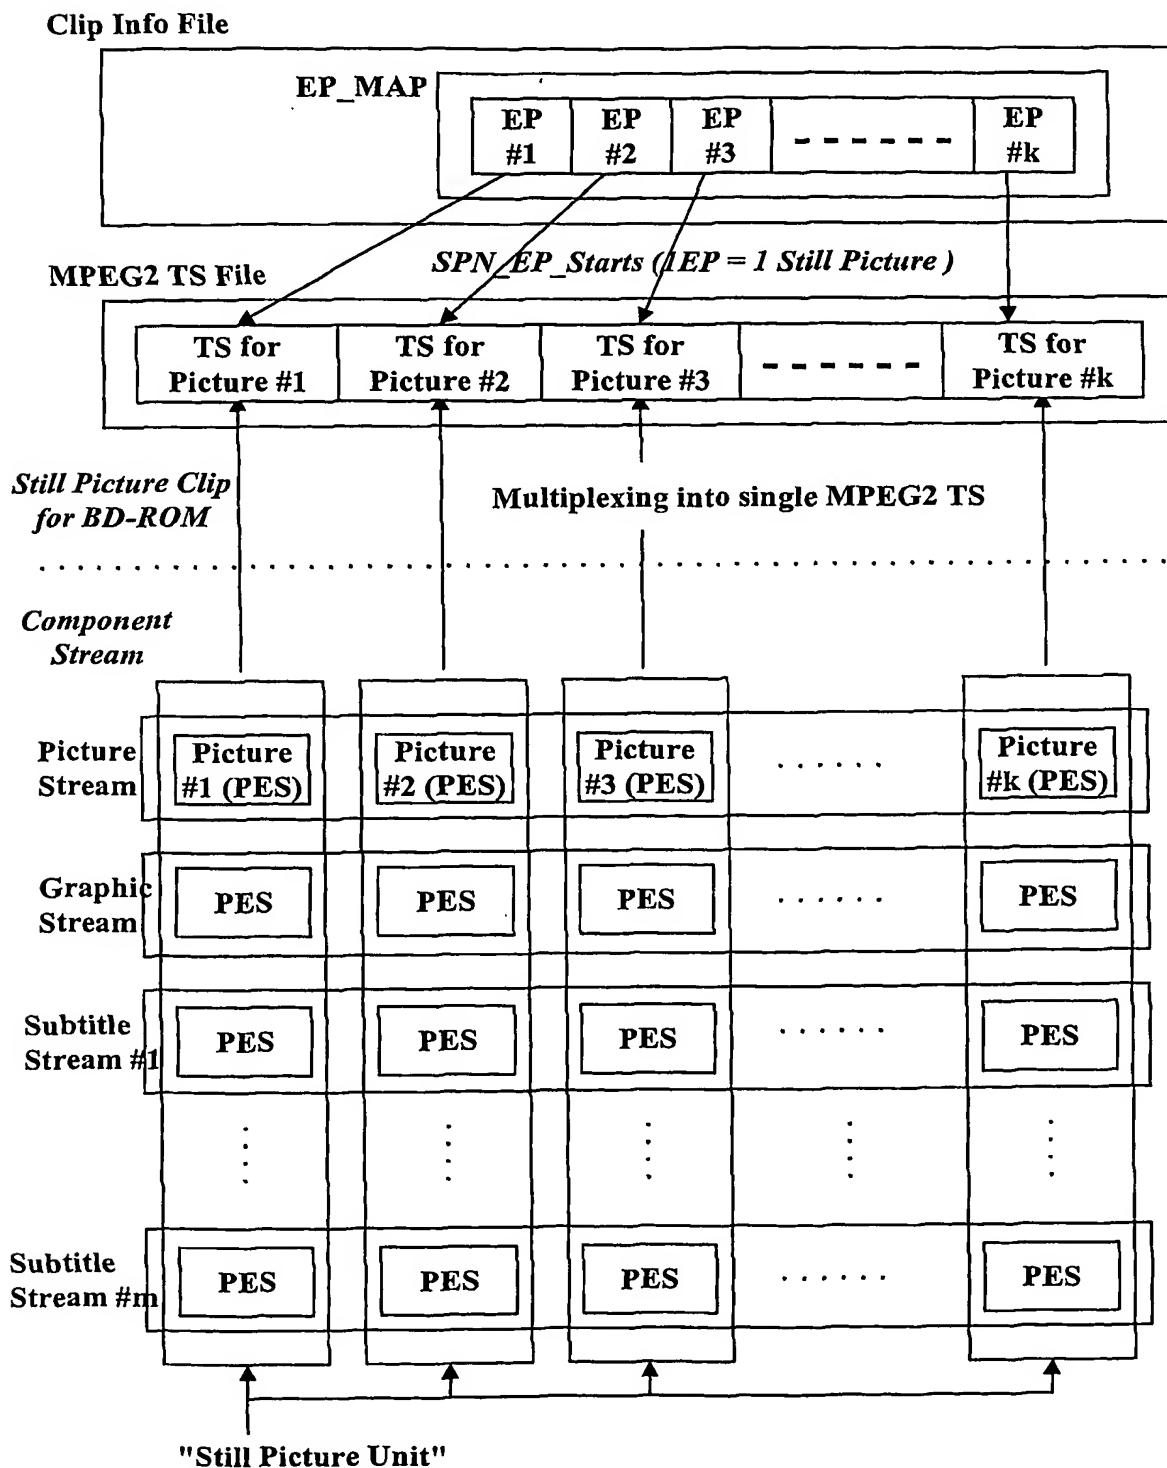 Clip Info File
EP_MAP
EP #1
EP #2
EP #3
EP #k
SPN_EP_Starts (1EP = 1 Still Picture )
MPEG2 TS File
TS for Picture #1
TS for Picture #2
TS for Picture #3
TS for Picture #k
Still Picture Clip
for BD-ROM
Multiplexing into single MPEG2 TS
Component
Stream
Picture
Stream
Picture #1 (PES)
Picture #2 (PES)
Picture #3 (PES)
Picture #k (PES)
Graphic
Stream
PES
PES
PES
PES
Subtitle
Stream #1
PES
PES
PES
PES
Subtitle
Stream #m
PES
PES
PES
PES
"Still Picture Unit"